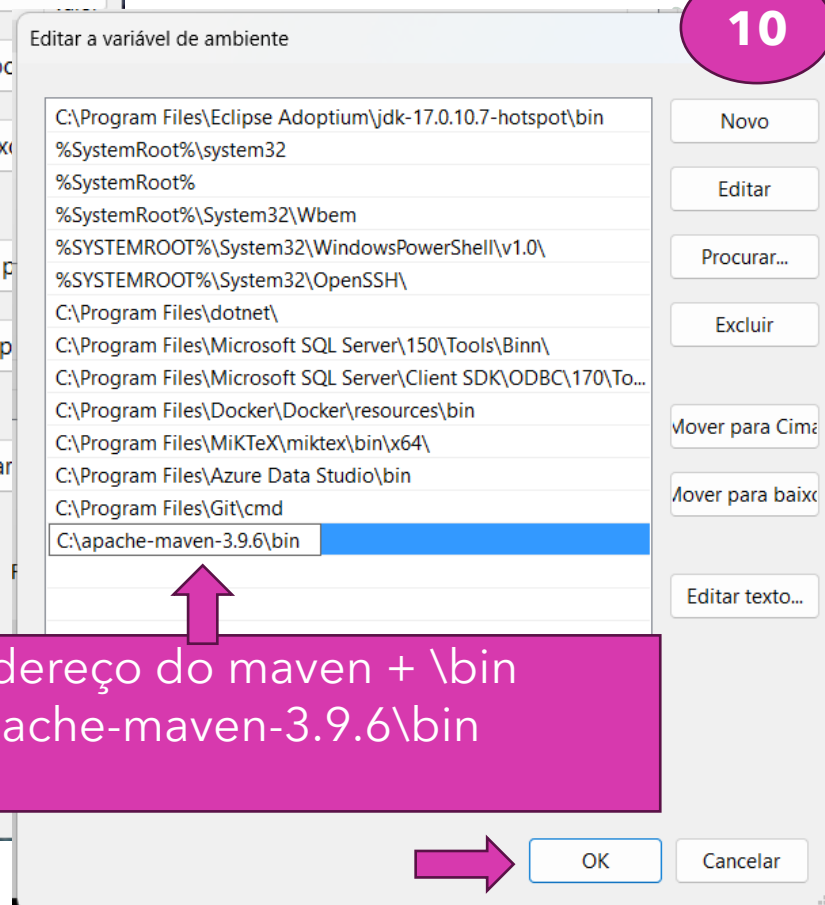 10
Editar a variável de ambiente
C:\Program Files\Eclipse Adoptium\jdk-17.0.10.7-hotspot\bin
%SystemRoot%\system32
%SystemRoot%
%SystemRoot%\System32\Wbem
%SYSTEMROOT%\System32\WindowsPowerShell\v1.0\
%SYSTEMROOT%\System32\OpenSSH\
C:\Program Files\dotnet\
C:\Program Files\Microsoft SQL Server\150\Tools\Binn\
C:\Program Files\Microsoft SQL Server\Client SDK\ODBC\170\To...
C:\Program Files\Docker\Docker\resources\bin
C:\Program Files\MiKTeX\miktex\bin\x64\
C:\Program Files\Azure Data Studio\bin
C:\Program Files\Git\cmd
C:\apache-maven-3.9.6\bin
Novo
Editar
Procurar...
Excluir
Mover para Cima
Mover para baixo
Editar texto...
dereço do maven + \bin
ache-maven-3.9.6\bin
OK
Cancelar